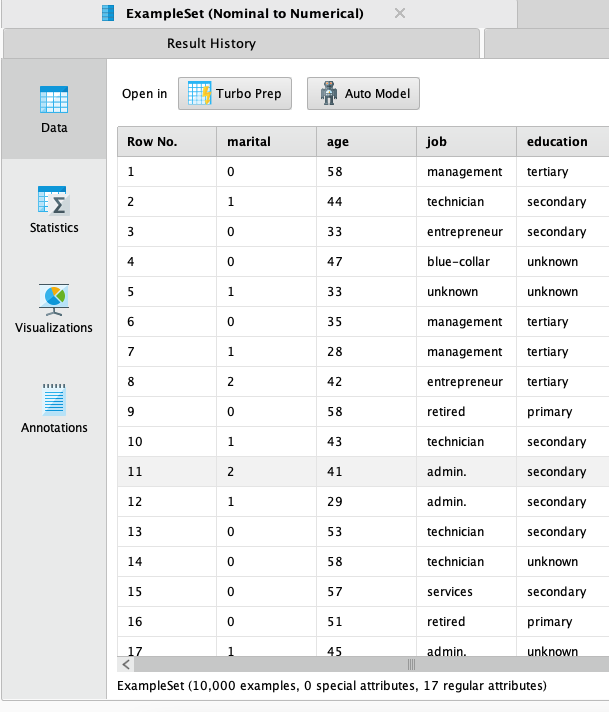 ExampleSet (Nominal to Numerical)
Result History
Open in Turbo Prep Auto Model
Data
Statistics
Visualizations
Annotations
Row No. marital age job education
1 0 58 management tertiary
2 1 44 technician secondary
3 0 33 entrepreneur secondary
4 0 47 blue-collar unknown
5 1 33 unknown unknown
6 0 35 management tertiary
7 1 28 management tertiary
8 2 42 entrepreneur tertiary
9 0 58 retired primary
10 1 43 technician secondary
11 2 41 admin. secondary
12 1 29 admin. secondary
13 0 53 technician secondary
14 0 58 technician unknown
15 0 57 services secondary
16 0 51 retired primary
17 1 45 admin. unknown
ExampleSet (10,000 examples, 0 special attributes, 17 regular attributes)